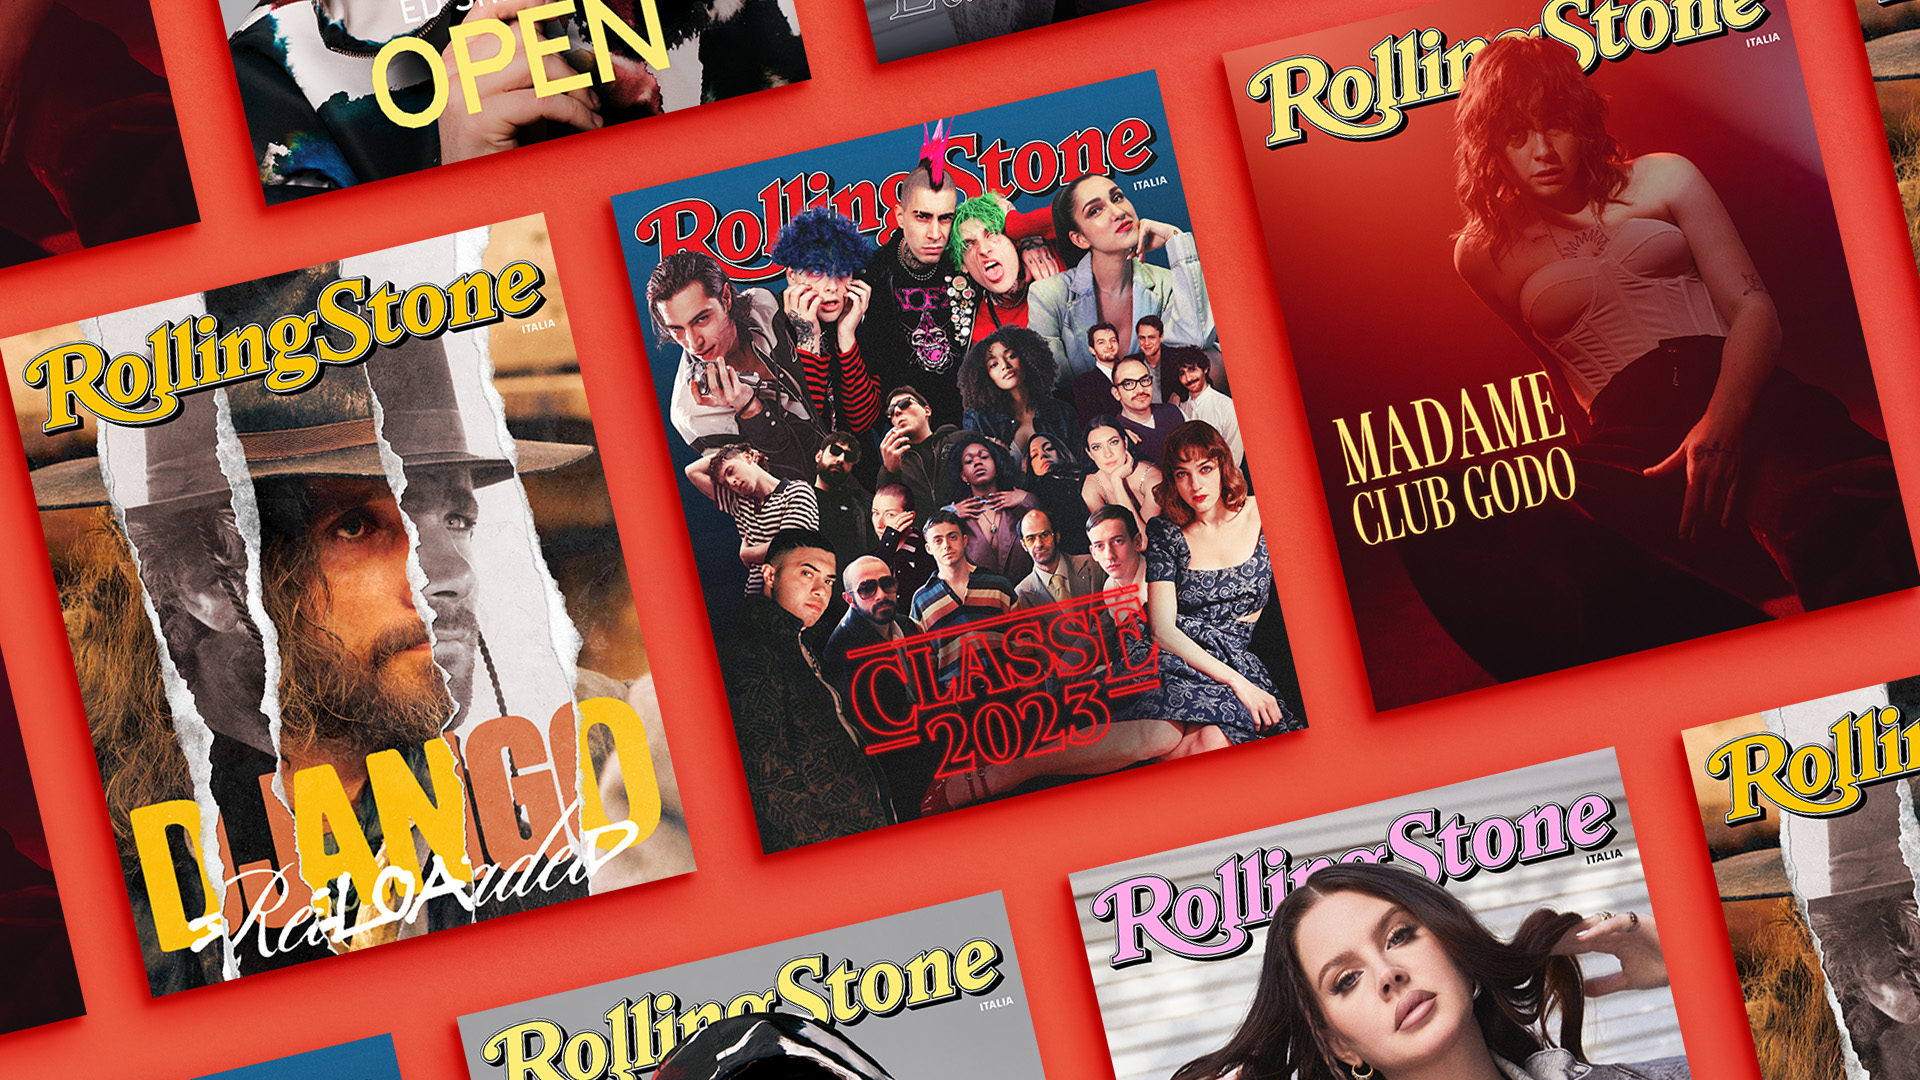 OPEN
RollingStone
ITALIA
DJANGO
ReLOAded
RollingStone
ITALIA
CLASSE
2023
RollingStone
ITALIA
MADAME
CLUB GODO
RollingStone
ITALIA
RollingStone
ITALIA